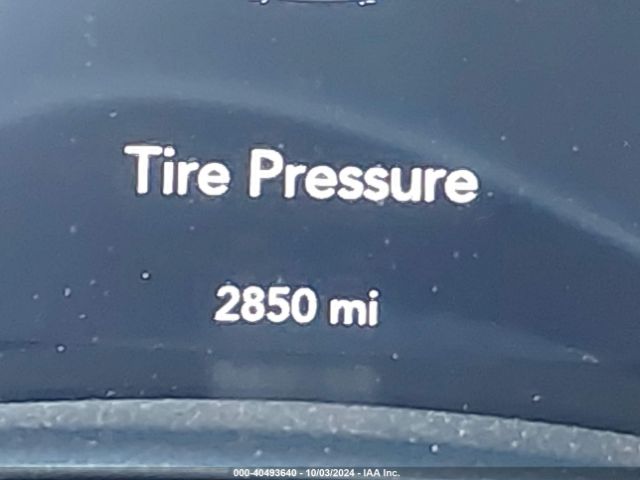 Tire Pressure
2850 mi
000-40493640 - 10/03/2024 - IAA Inc.